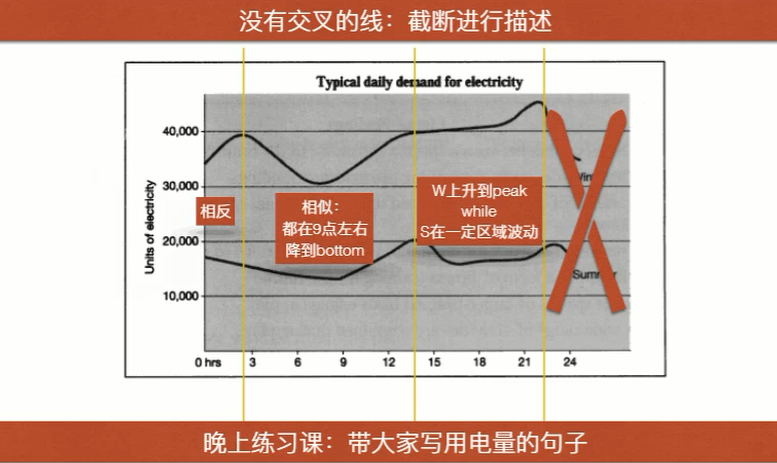 没有交叉的线：截断进行描述
Typical daily demand for electricity
Units of electricity
40,000
30,000
20,000
10,000
相反
相似：
都在9点左右
降到bottom
W上升到peak
while
S在一定区域波动
Summer
0 hrs 3 6 9 12 15 18 21 24
晚上练习课：带大家写用电量的句子